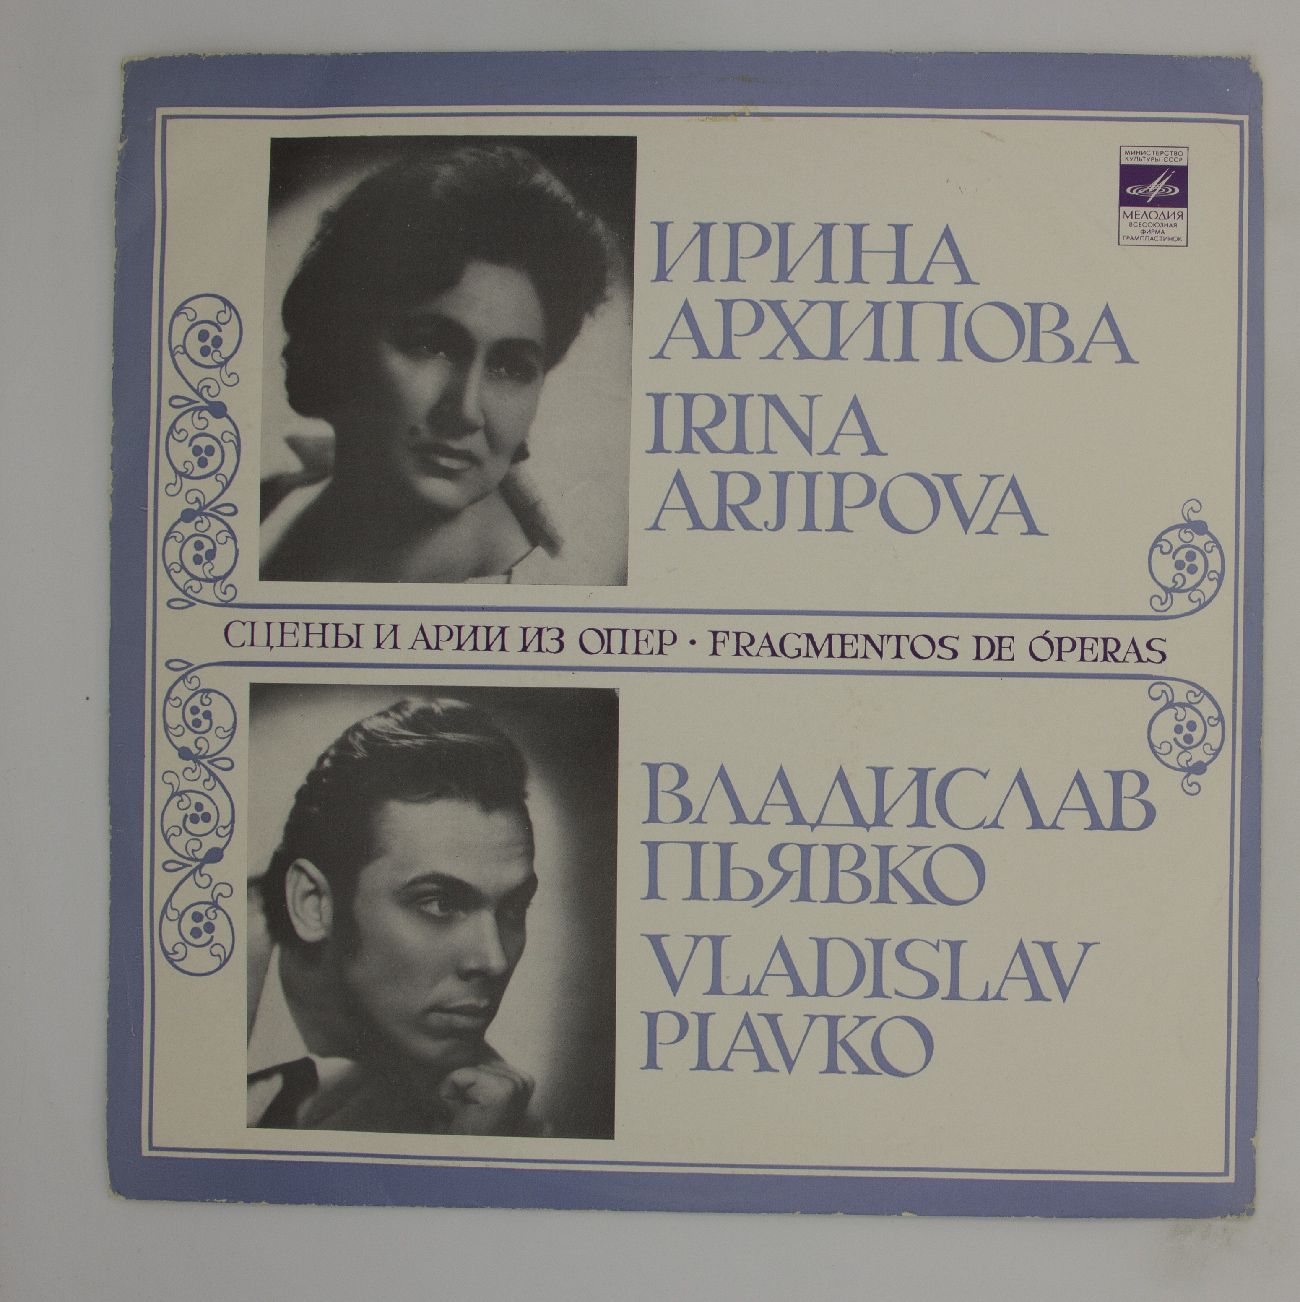 МИНИСТЕРСТВО
КУЛЬТУРЫ СССР
МЕЛОДИЯ
ВСЕСОЮЗНАЯ
ФИРМА
ГРАМПЛАСТИНОК
ИРИНА
АРХИПОВА
IRINA
ARJIPOVA
СЦЕНЫ И АРИИ ИЗ ОПЕР · FRAGMENTOS DE ÓPERAS
ВЛАДИСЛАВ
ПЬЯВКО
VLADISLAV
PIAVKO